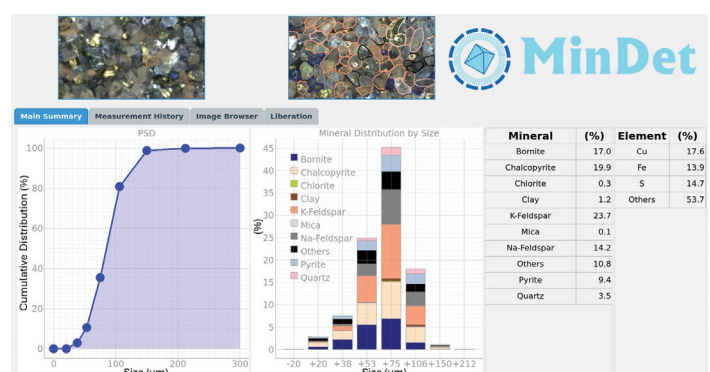 MinDet
Main Summary Measurement History Image Browser Liberation
PSD
Cumulative Distribution (%)
100
80
60
40
20
0
0 100 200 300
Size (um)
Mineral Distribution by Size
(%)
45
40
35
30
25
20
15
10
5
0
Bornite
Chalcopyrite
Chlorite
Clay
K-Feldspar
Mica
Na-Feldspar
Others
Pyrite
Quartz
-20 +20 +38 +53 +75 +106 +150 +212
Size (um)
Mineral (%) Element (%)
Bornite 17.0 Cu 17.6
Chalcopyrite 19.9 Fe 13.9
Chlorite 0.3 S 14.7
Clay 1.2 Others 53.7
K-Feldspar 23.7
Mica 0.1
Na-Feldspar 14.2
Others 10.8
Pyrite 9.4
Quartz 3.5